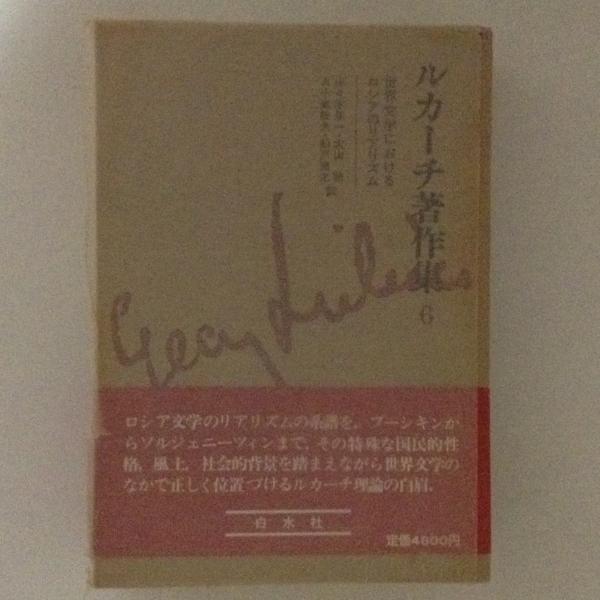 ルカーチ著作集 6
世界文学における
ロシアのリアリズム
Georg Lukács
ロシア文学のリアリズムの系譜を、プーシキンか
らソルジェニーツィンまで、その特殊な国民的性
格、風土、社会的背景を踏まえながら世界文学の
なかで正しく位置づけるルカーチ理論の白眉.
白水社
定価4800円